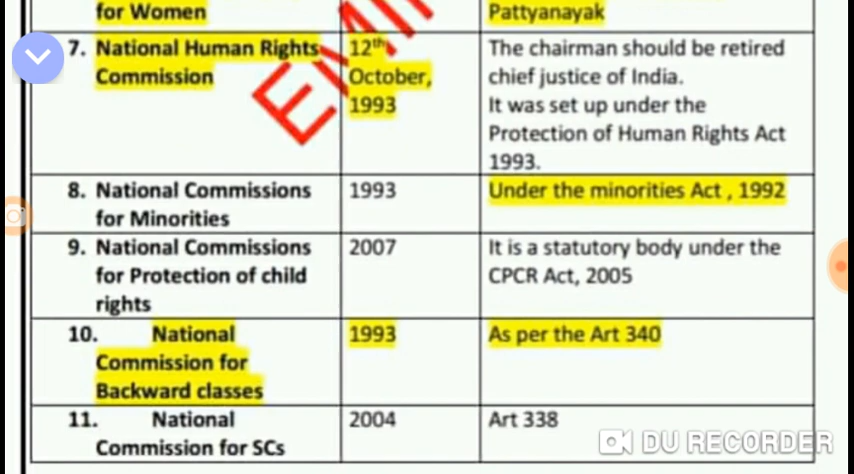 for Women
Pattyanayak
7. National Human Rights
Commission
12th
October,
1993
The chairman should be retired
chief justice of India.
It was set up under the
Protection of Human Rights Act
1993.
8. National Commissions
for Minorities
1993
Under the minorities Act , 1992
9. National Commissions
for Protection of child
rights
2007
It is a statutory body under the
CPCR Act, 2005
10. National
Commission for
Backward classes
1993
As per the Art 340
11. National
Commission for SCs
2004
Art 338
DU RECORDER